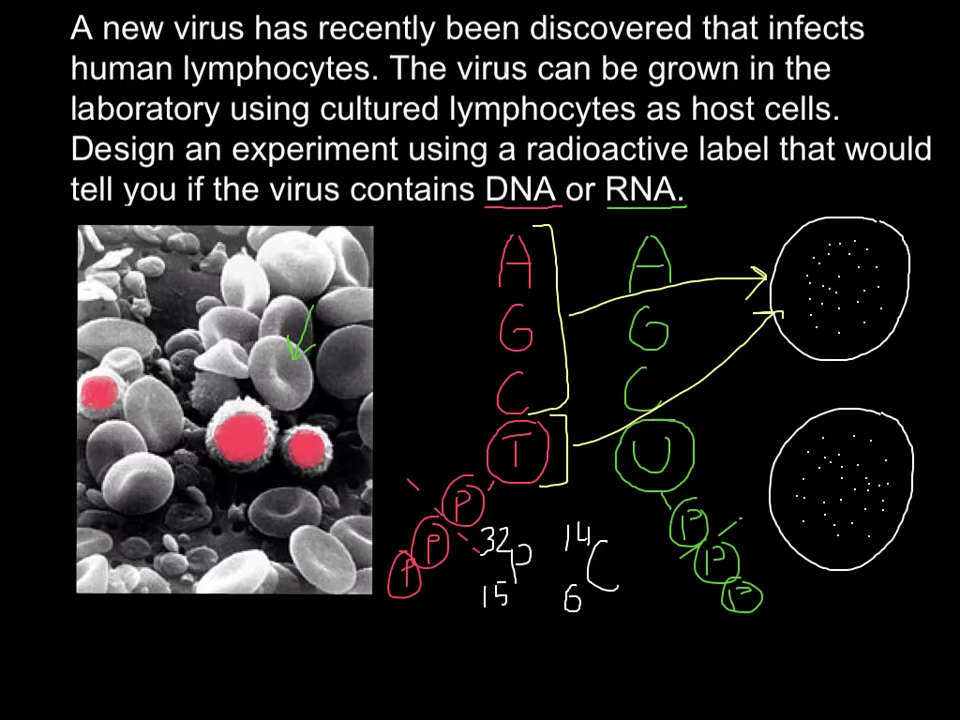 A new virus has recently been discovered that infects
human lymphocytes. The virus can be grown in the
laboratory using cultured lymphocytes as host cells.
Design an experiment using a radioactive label that would
tell you if the virus contains DNA or RNA.
A A
G G
C C
T U
P P
P P
P P
32 P 15
14 C 6